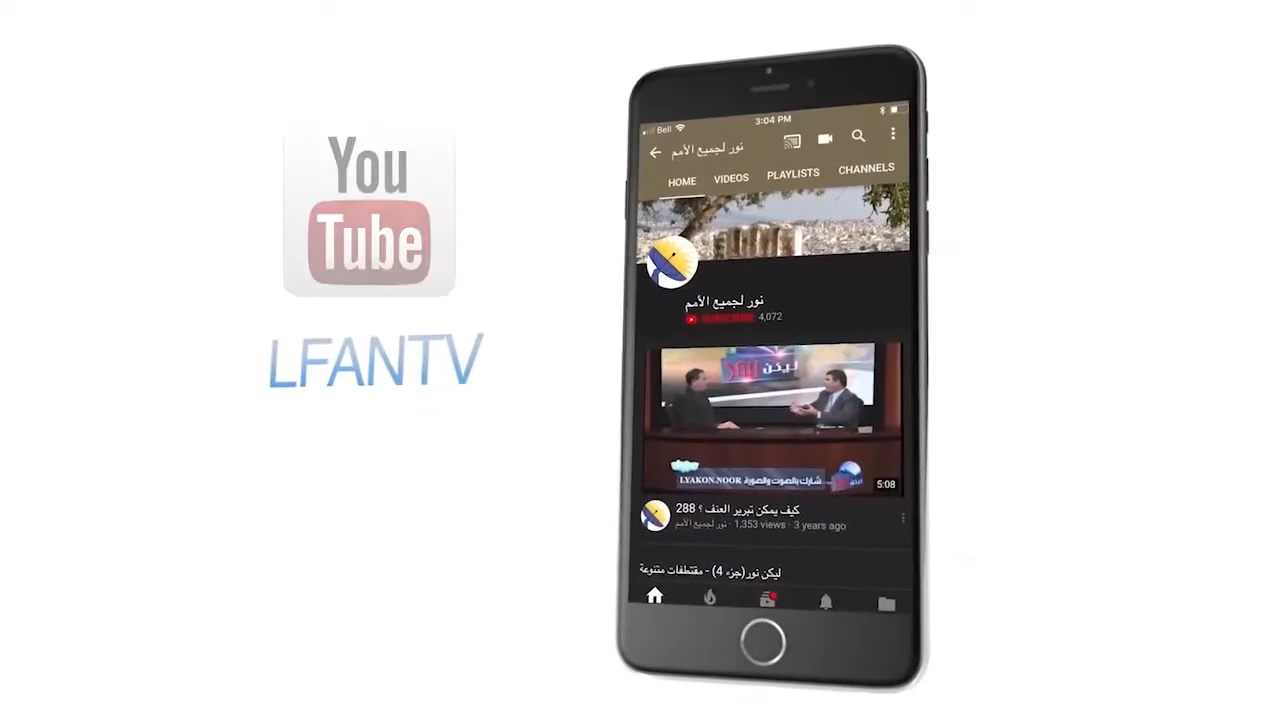 You
Tube
LFANTV
Bell
3:04 PM
نور لجميع الأمم
HOME VIDEOS PLAYLISTS CHANNELS
نور لجميع الأمم
SUBSCRIBE 4,072
ليكن نور
شارك بالصوت والصورة LYAKON.NOOR
5:08
كيف يمكن تبرير العنف ؟ 288
نور لجميع الأمم · 1,353 views · 3 years ago
ليكن نور(جزء 4) - مقتطفات متنوعة